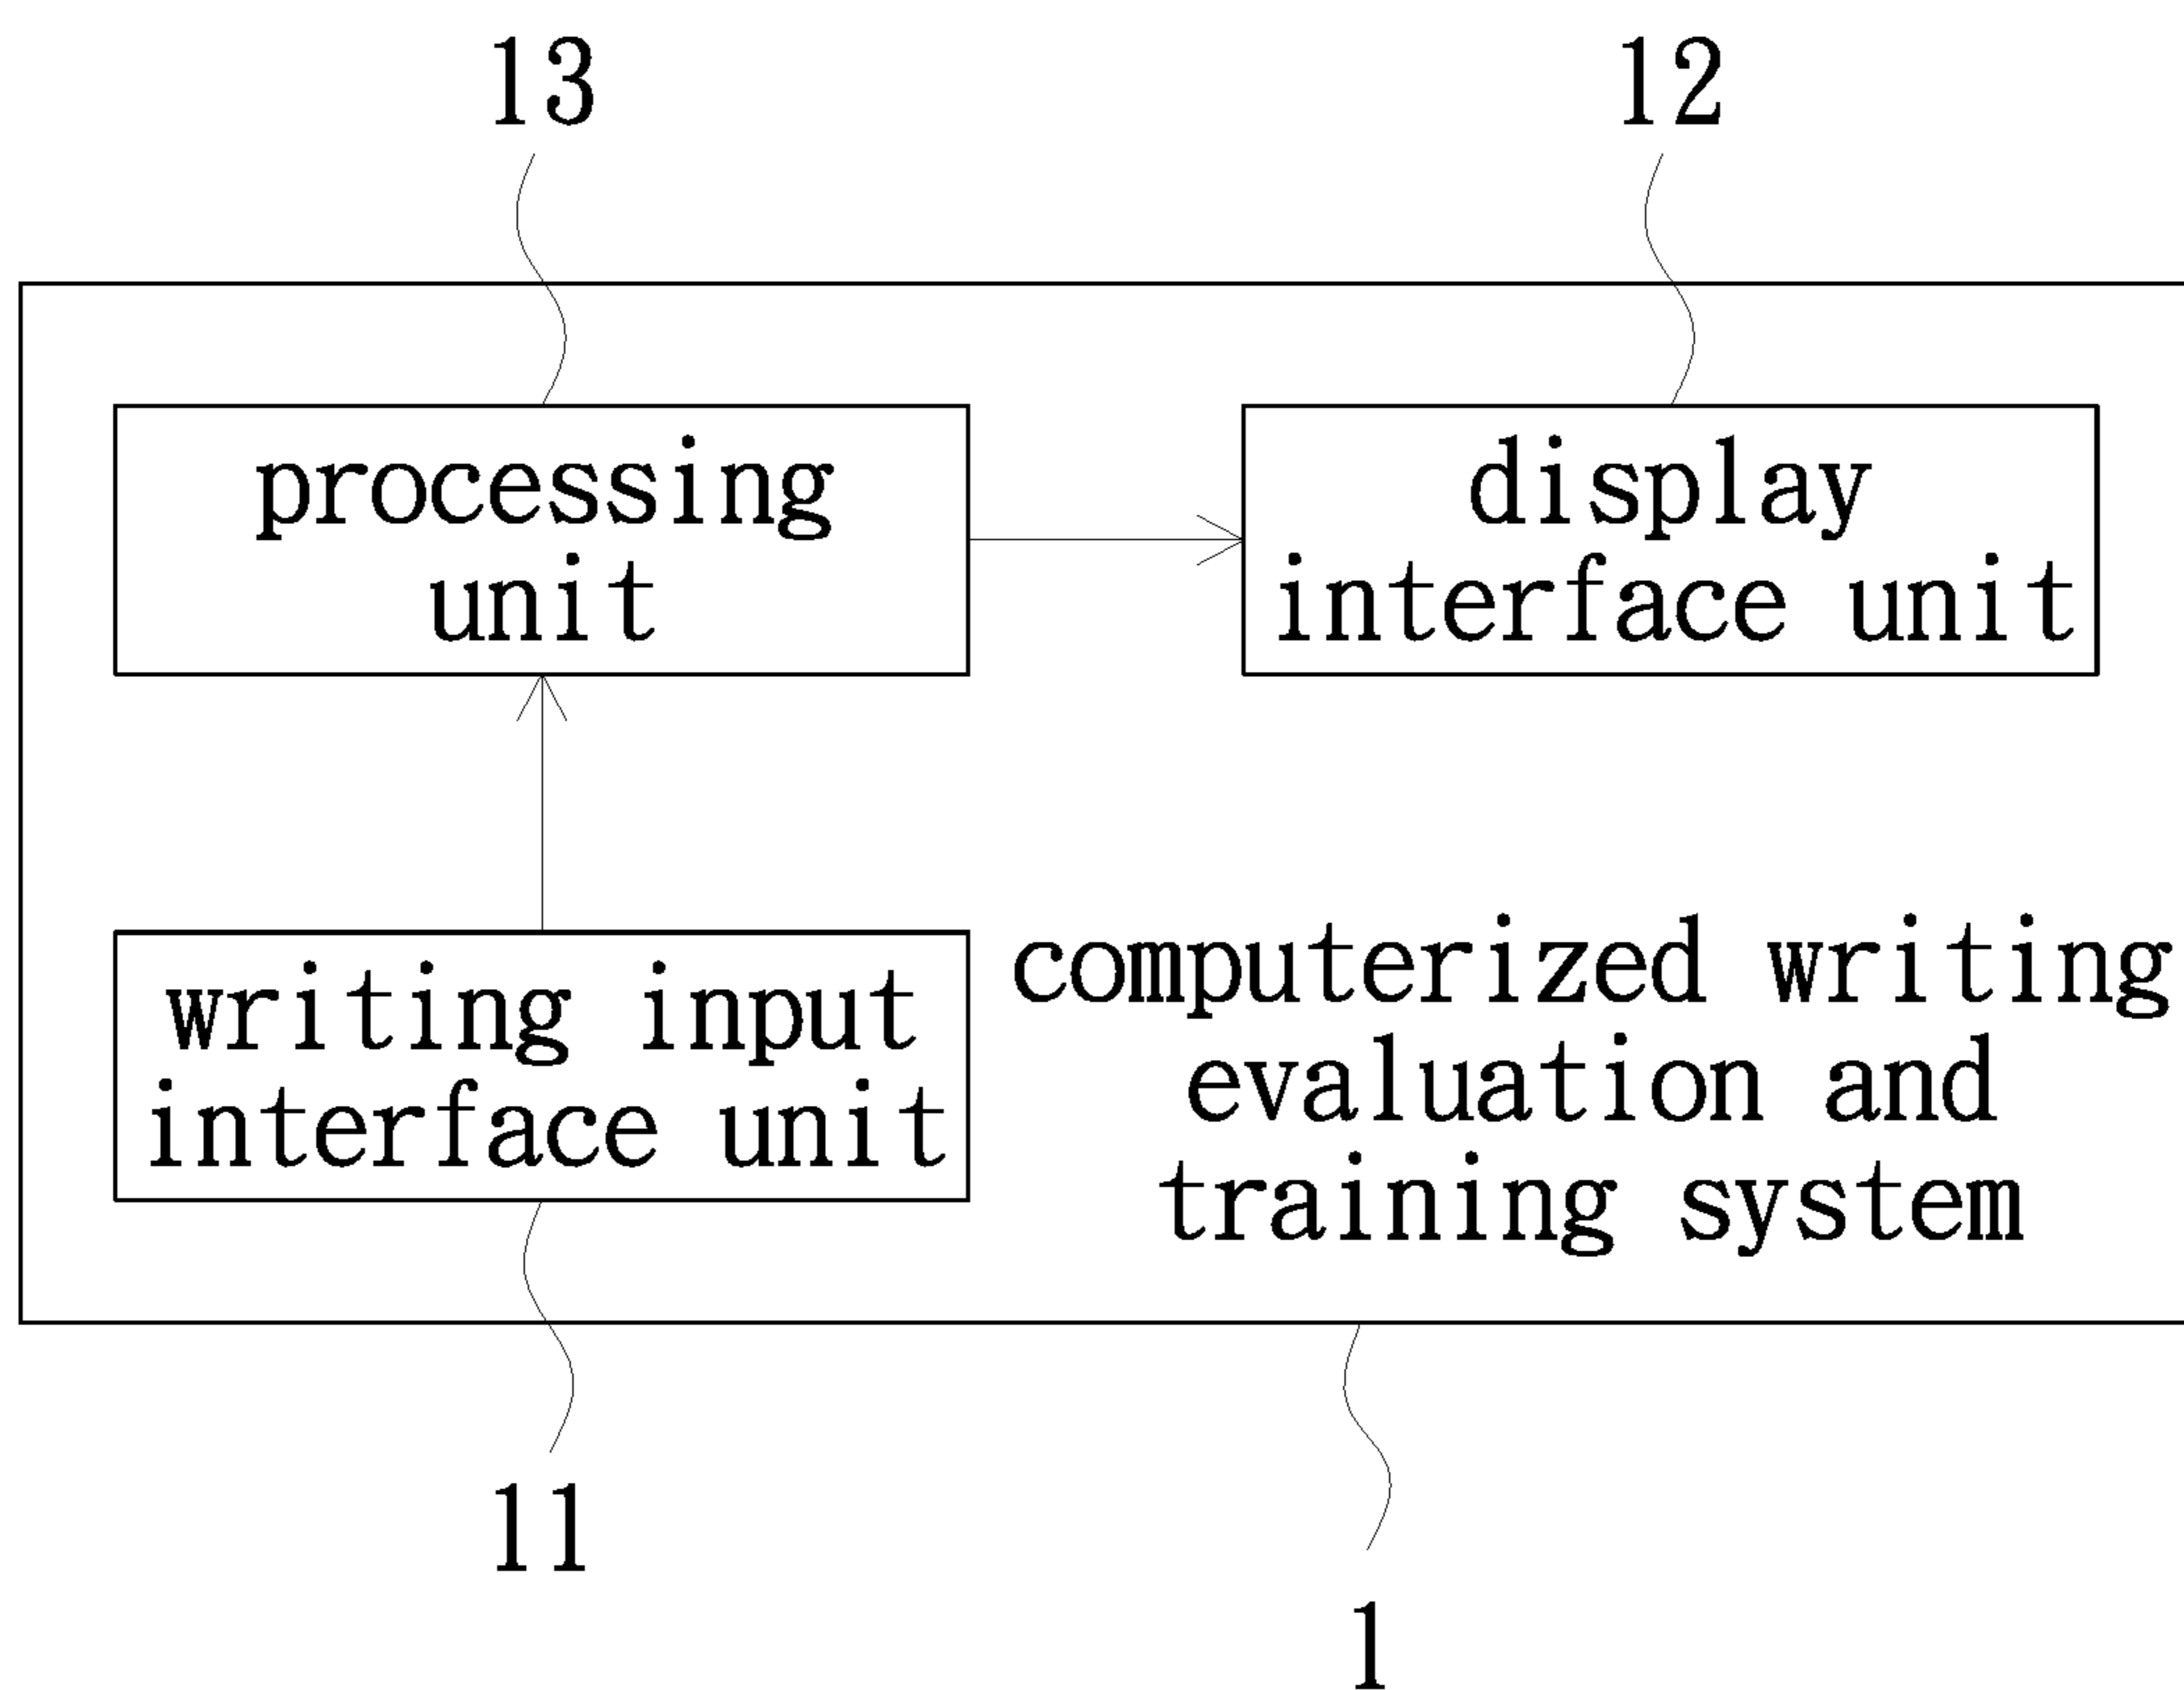 13
12
processing
unit
display
interface unit
writing input
interface unit
computerized writing
evaluation and
training system
11
1